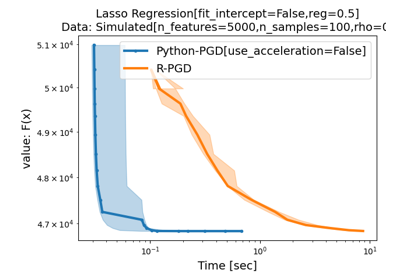 Lasso Regression[fit_intercept=False,reg=0.5]
Data: Simulated[n_features=5000,n_samples=100,rho=0
Python-PGD[use_acceleration=False]
R-PGD
value: F(x)
5.1 × 10⁴
5 × 10⁴
4.9 × 10⁴
4.8 × 10⁴
4.7 × 10⁴
10⁻¹ 10⁰ 10¹
Time [sec]